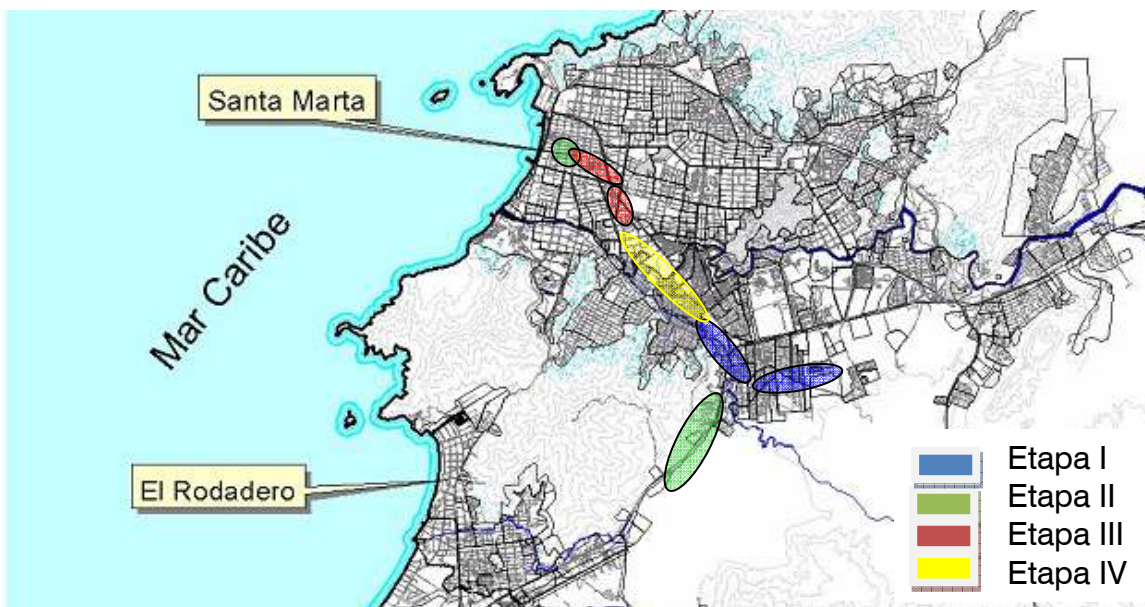 Santa Marta
Mar Caribe
El Rodadero
Etapa I
Etapa II
Etapa III
Etapa IV